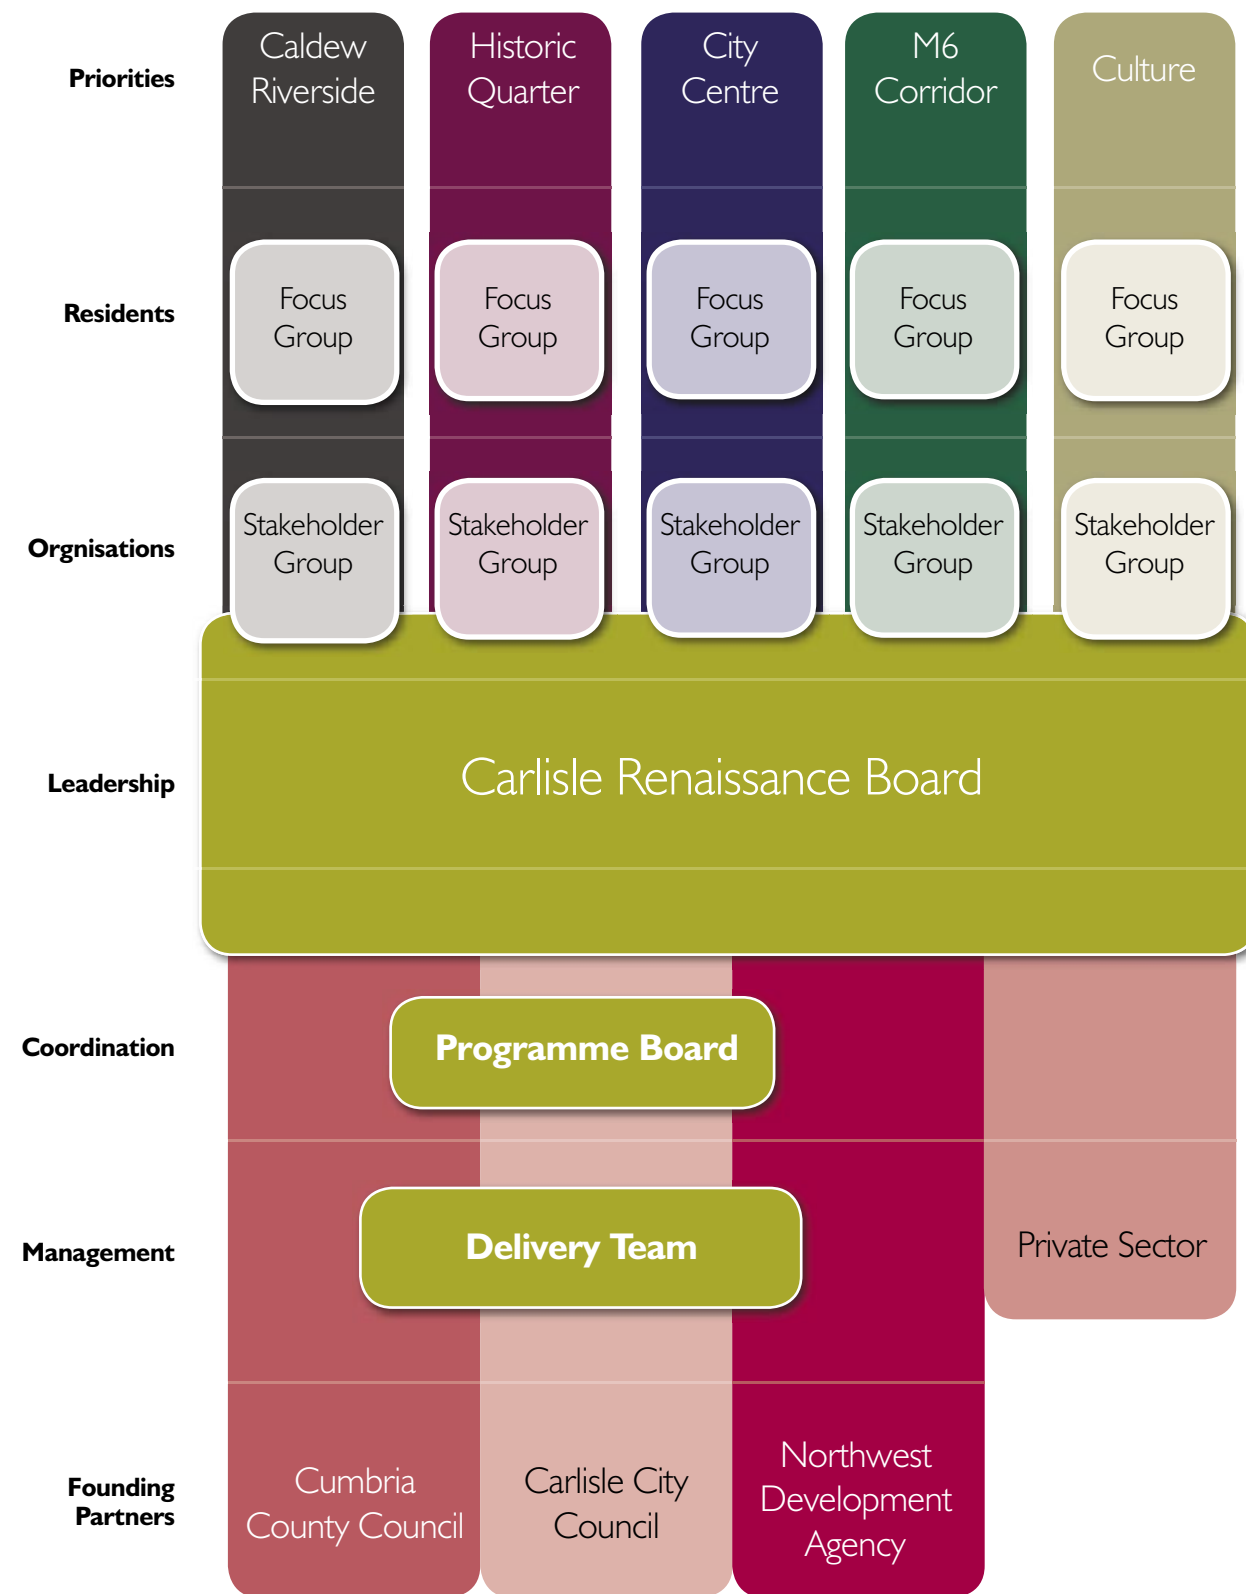 Priorities
Caldew
Riverside
Historic
Quarter
City
Centre
M6
Corridor
Culture
Residents
Focus
Group
Focus
Group
Focus
Group
Focus
Group
Focus
Group
Orgnisations
Stakeholder
Group
Stakeholder
Group
Stakeholder
Group
Stakeholder
Group
Stakeholder
Group
Leadership
Carlisle Renaissance Board
Coordination
Programme Board
Management
Delivery Team
Private Sector
Founding
Partners
Cumbria
County Council
Carlisle City
Council
Northwest
Development
Agency